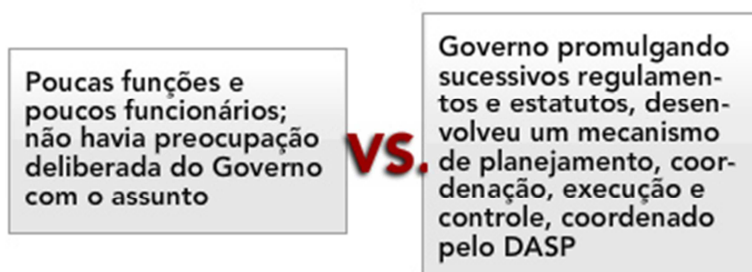 Poucas funções e
poucos funcionários;
não havia preocupação
deliberada do Governo
com o assunto
vs.
Governo promulgando
sucessivos regulamen-
tos e estatutos, desen-
volveu um mecanismo
de planejamento, coor-
denação, execução e
controle, coordenado
pelo DASP